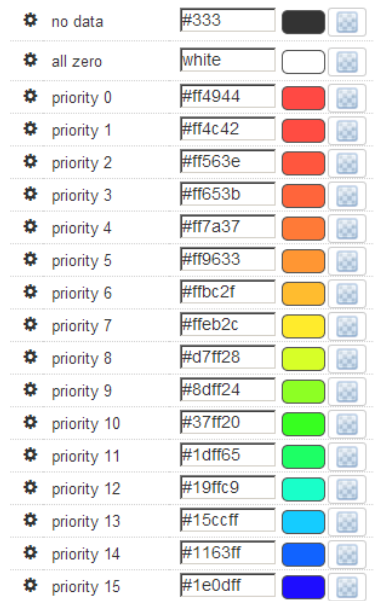 no data #333
all zero white
priority 0 #ff4944
priority 1 #ff4c42
priority 2 #ff563e
priority 3 #ff653b
priority 4 #ff7a37
priority 5 #ff9633
priority 6 #ffbc2f
priority 7 #ffeb2c
priority 8 #d7ff28
priority 9 #8dff24
priority 10 #37ff20
priority 11 #1dff65
priority 12 #19ffc9
priority 13 #15ccff
priority 14 #1163ff
priority 15 #1e0dff